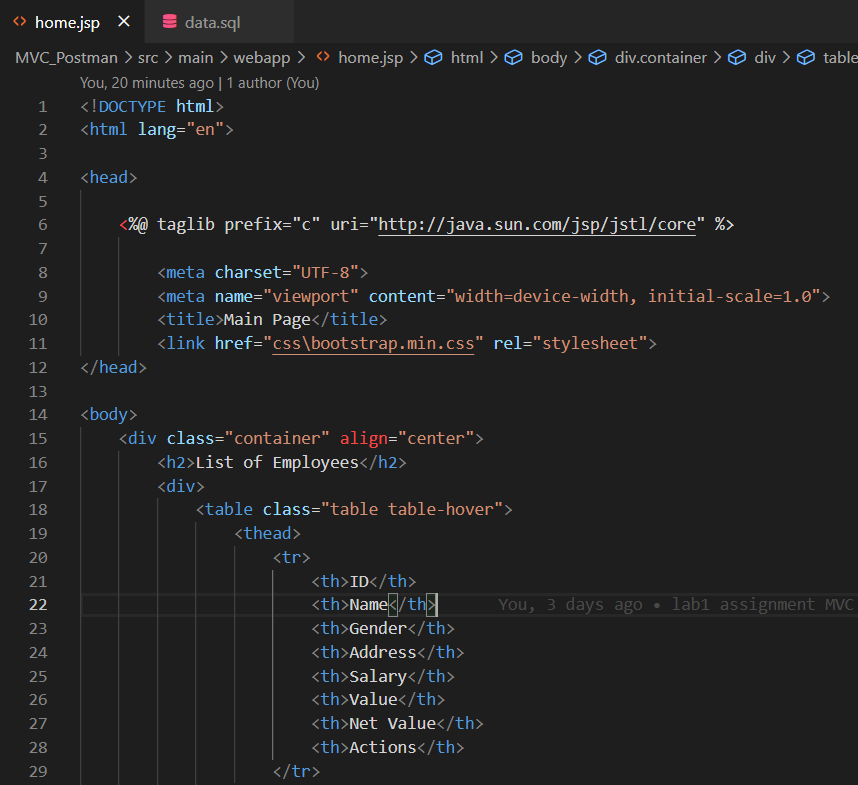 home.jsp data.sql
MVC_Postman > src > main > webapp > home.jsp > html > body > div.container > div > table
You, 20 minutes ago | 1 author (You)
1 <!DOCTYPE html>
2 <html lang="en">
3
4 <head>
5
6 <%@ taglib prefix="c" uri="http://java.sun.com/jsp/jstl/core" %>
7
8 <meta charset="UTF-8">
9 <meta name="viewport" content="width=device-width, initial-scale=1.0">
10 <title>Main Page</title>
11 <link href="css\bootstrap.min.css" rel="stylesheet">
12 </head>
13
14 <body>
15 <div class="container" align="center">
16 <h2>List of Employees</h2>
17 <div>
18 <table class="table table-hover">
19 <thead>
20 <tr>
21 <th>ID</th>
22 <th>Name</th> You, 3 days ago • lab1 assignment MVC
23 <th>Gender</th>
24 <th>Address</th>
25 <th>Salary</th>
26 <th>Value</th>
27 <th>Net Value</th>
28 <th>Actions</th>
29 </tr>